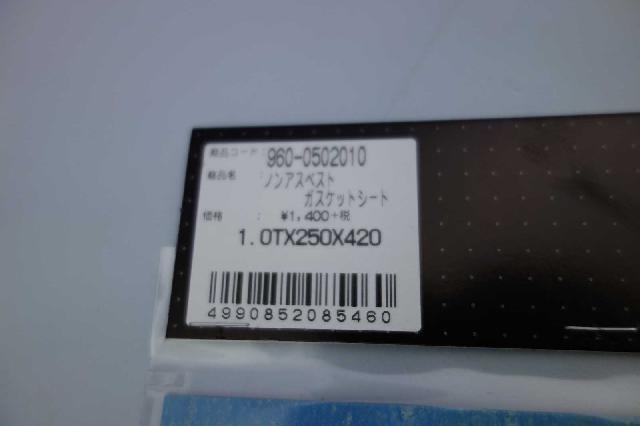 商品コード：960-0502010
商品名 ：ノンアスベスト
ガスケットシート
価格 ： ¥1,400+税
1.0TX250X420
4990852085460